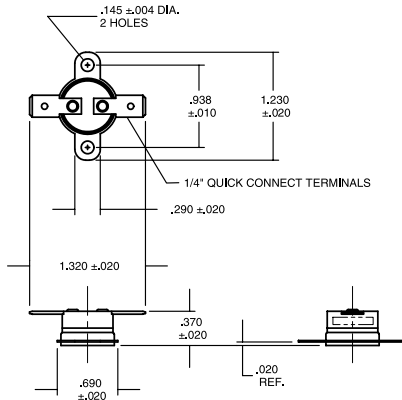 .145 ±.004 DIA.
2 HOLES
.938
±.010
1.230
±.020
1/4" QUICK CONNECT TERMINALS
.290 ±.020
1.320 ±.020
.370
±.020
.020
REF.
.690
±.020